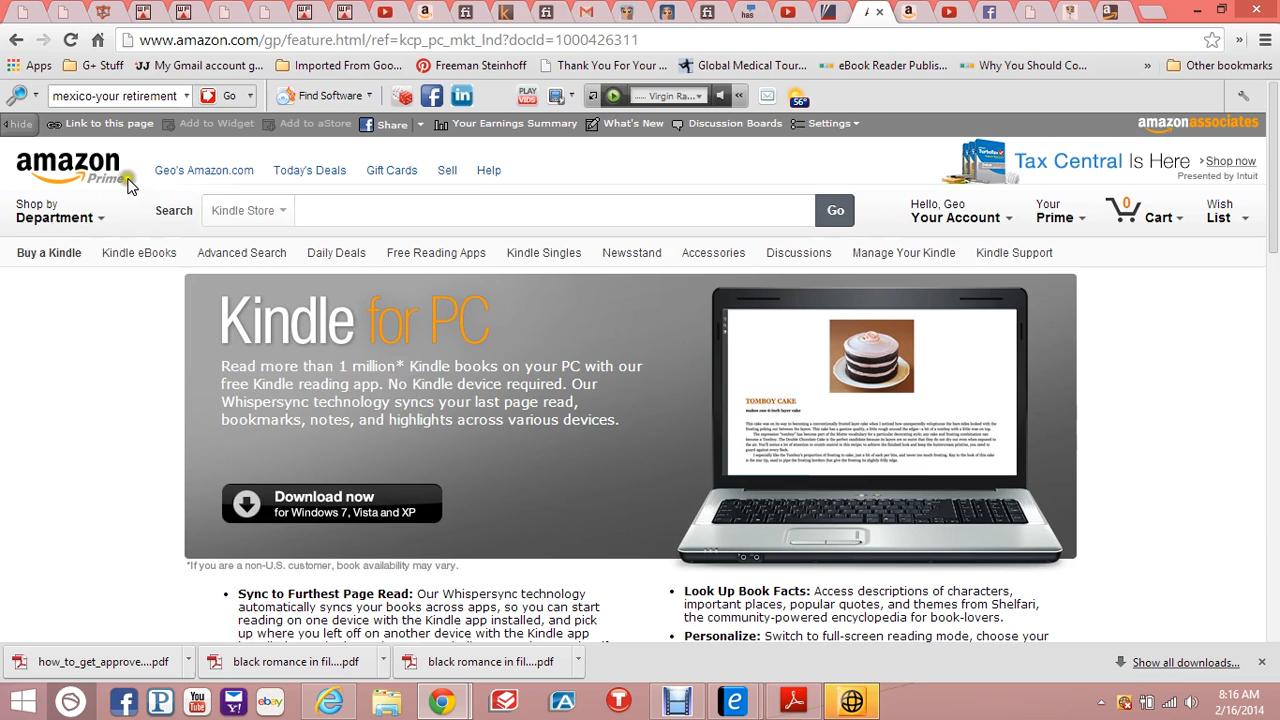 www.amazon.com/gp/feature.html/ref=kcp_pc_mkt_lnd?docId=1000426311
Apps G+ Stuff My Gmail account g... Imported From Goo... Freeman Steinhoff Thank You For Your ... Global Medical Tour... eBook Reader Publis... Why You Should Co... » Other bookmarks
mexico-your retirement Go Find Software PLAY VIDS ..... Virgin Ra... 56°
hide Link to this page Add to Widget Add to aStore Share Your Earnings Summary What's New Discussion Boards Settings amazonassociates
amazon Prime Geo's Amazon.com Today's Deals Gift Cards Sell Help Tax Central Is Here › Shop now
Presented by Intuit
Shop by Department Search Kindle Store Go Hello, Geo Your Account Your Prime 0 Cart Wish List
Buy a Kindle Kindle eBooks Advanced Search Daily Deals Free Reading Apps Kindle Singles Newsstand Accessories Discussions Manage Your Kindle Kindle Support
Kindle for PC
Read more than 1 million* Kindle books on your PC with our
free Kindle reading app. No Kindle device required. Our
Whispersync technology syncs your last page read,
bookmarks, notes, and highlights across various devices.
TOMBOY CAKE
makes one 6-inch layer cake
Download now
for Windows 7, Vista and XP
*If you are a non-U.S. customer, book availability may vary.
• Sync to Furthest Page Read: Our Whispersync technology
automatically syncs your books across apps, so you can start
reading on one device with the Kindle app installed, and pick
up where you left off on another device with the Kindle app
• Look Up Book Facts: Access descriptions of characters,
important places, popular quotes, and themes from Shelfari,
the community-powered encyclopedia for book-lovers.
• Personalize: Switch to full-screen reading mode, choose your
how_to_get_approve....pdf black romance in fil....pdf black romance in fil....pdf Show all downloads...
8:16 AM
2/16/2014